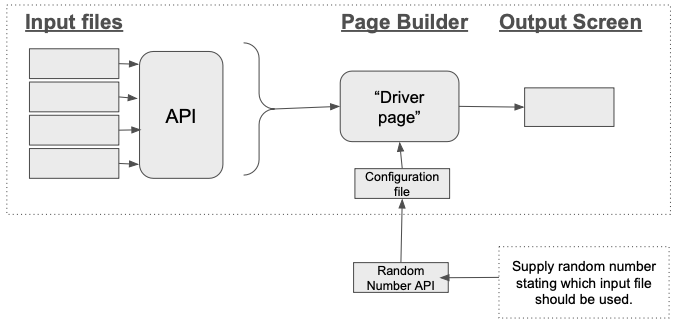 Input files
Page Builder
Output Screen
API
“Driver
page”
Configuration
file
Random
Number API
Supply random number
stating which input file
should be used.